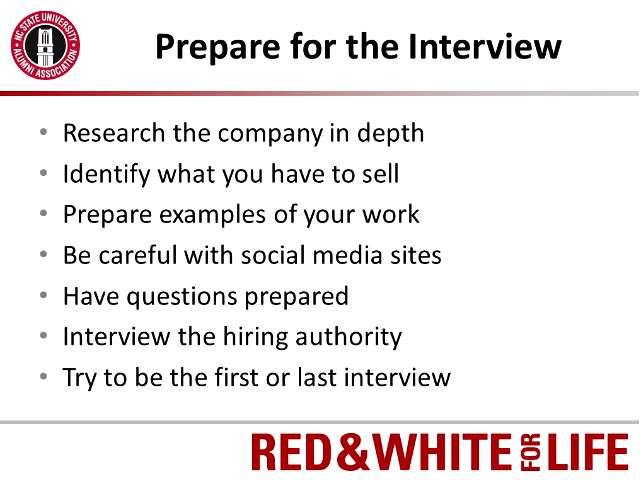 NC STATE UNIVERSITY
ALUMNI ASSOCIATION
Prepare for the Interview
• Research the company in depth
• Identify what you have to sell
• Prepare examples of your work
• Be careful with social media sites
• Have questions prepared
• Interview the hiring authority
• Try to be the first or last interview
RED&WHITE FOR LIFE